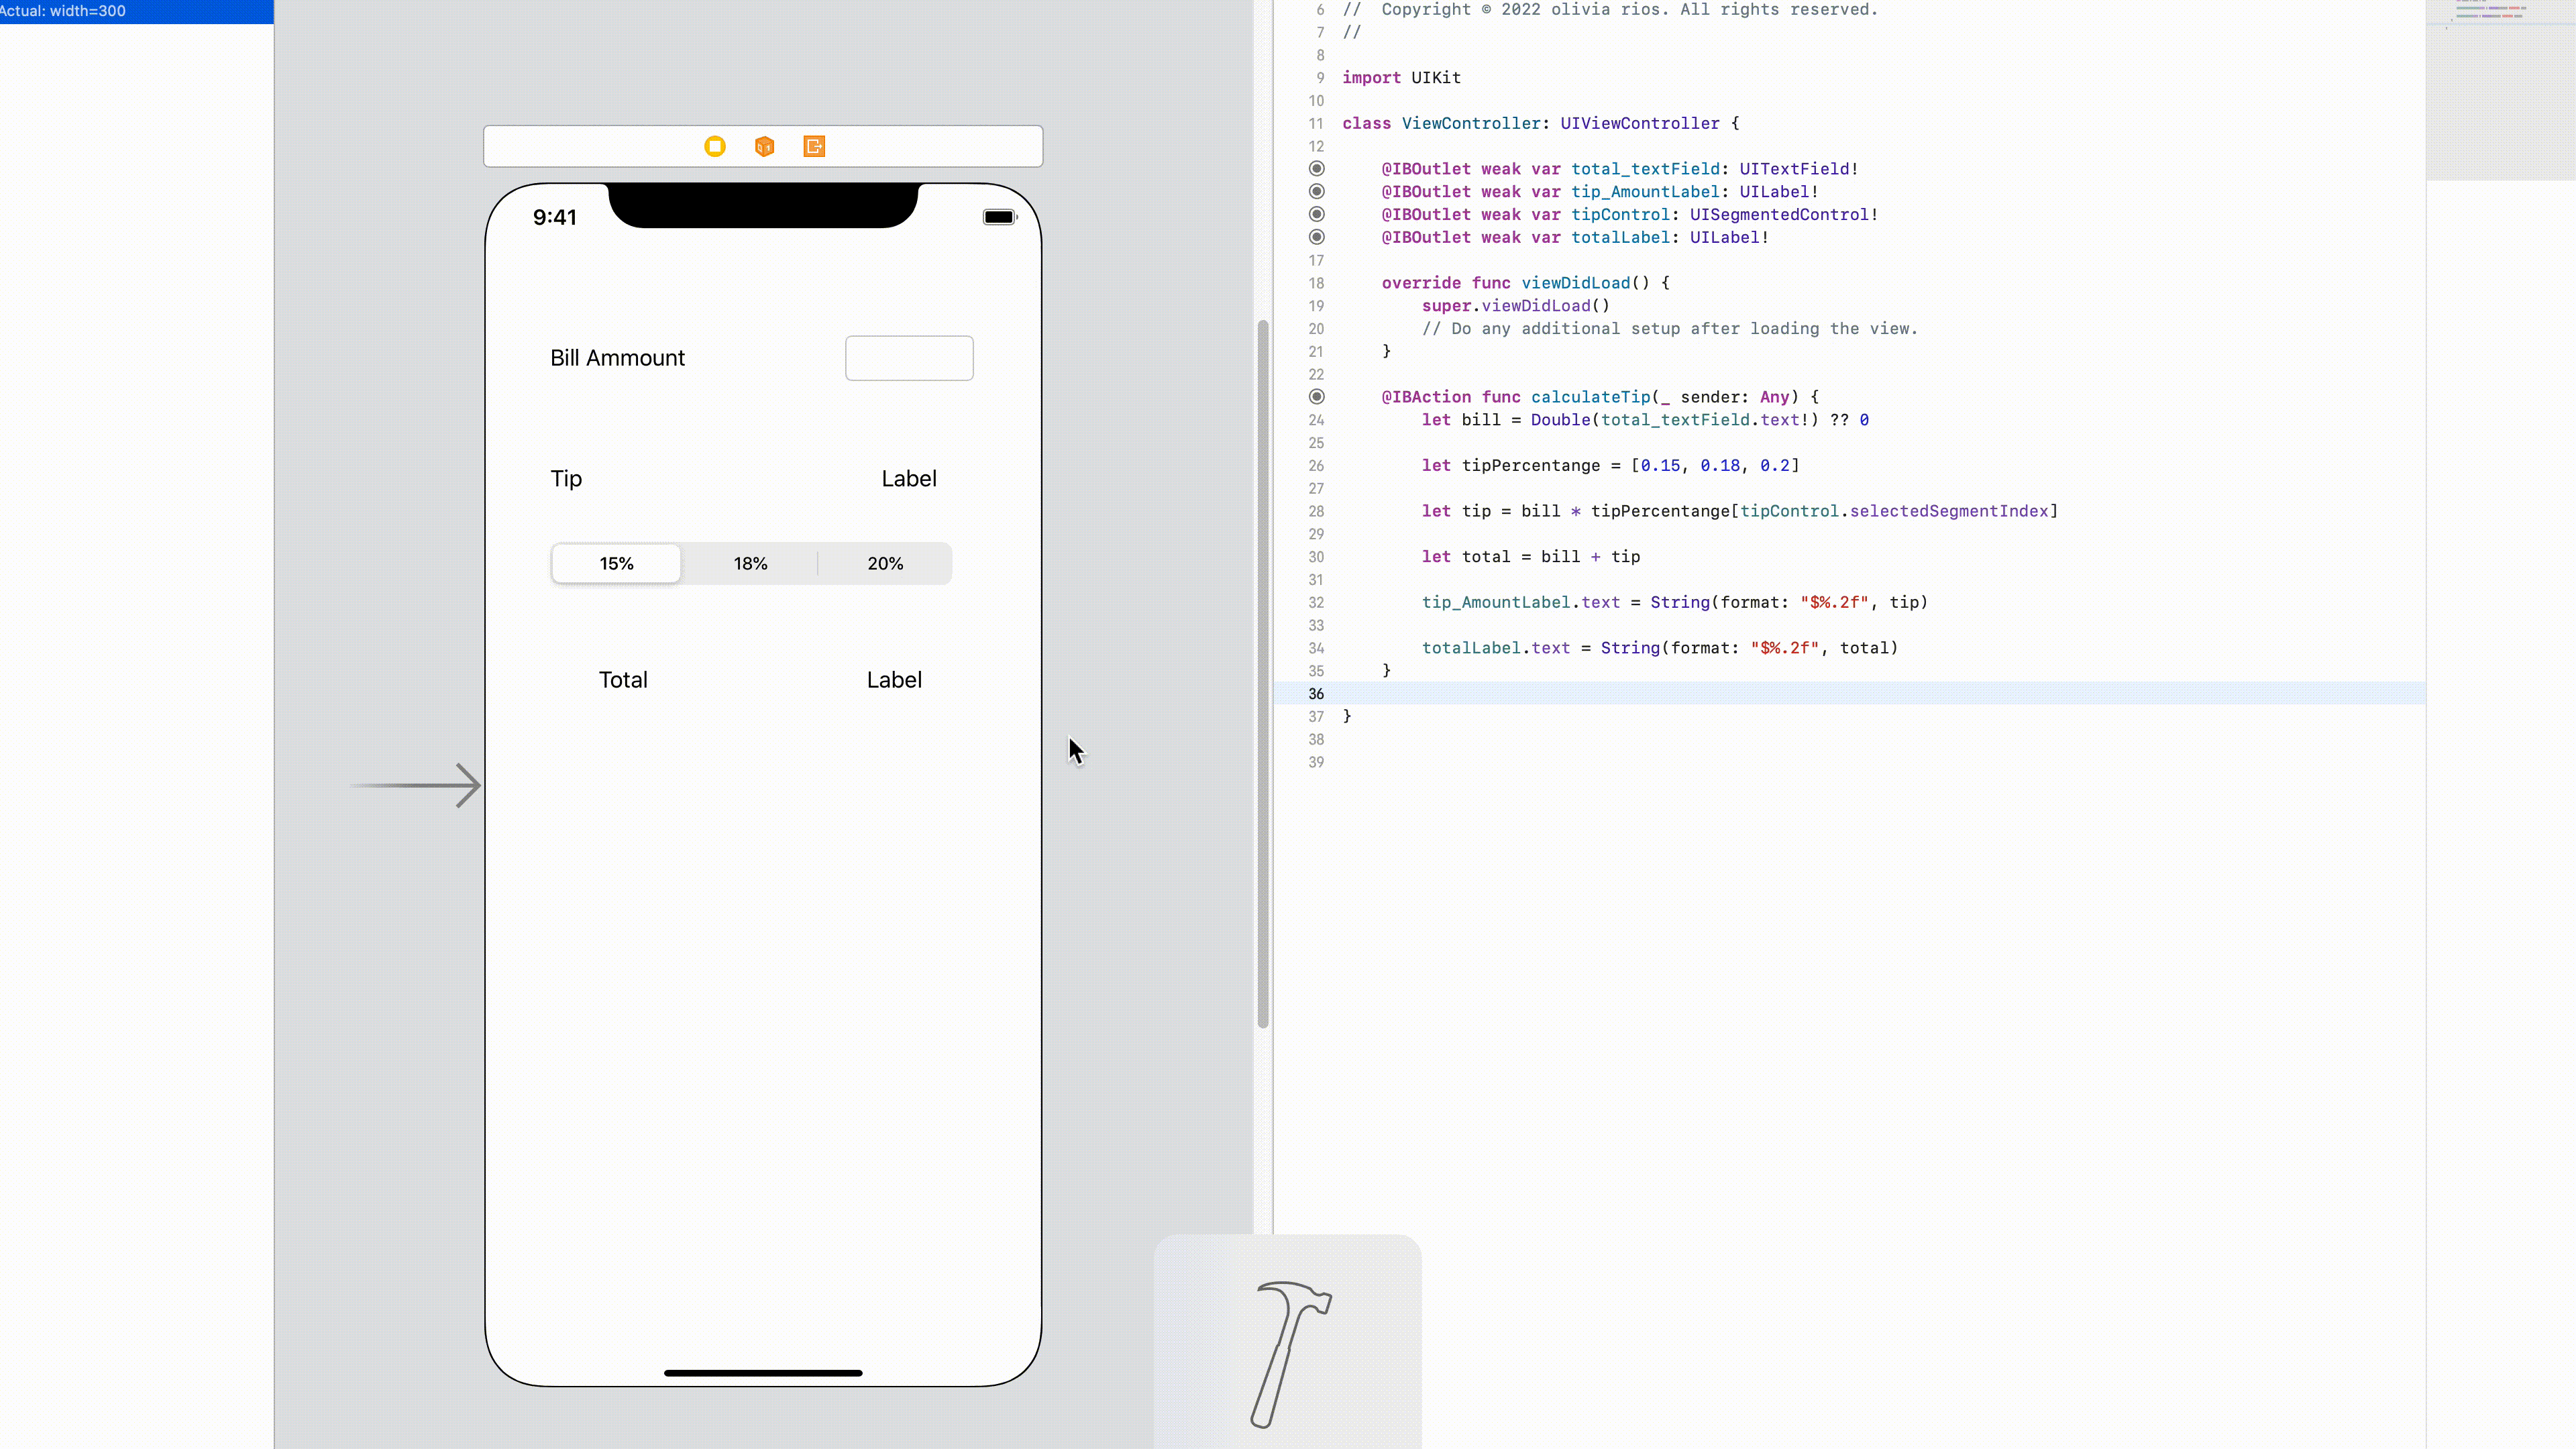 Actual: width=300
9:41
Bill Ammount
Tip Label
15% 18% 20%
Total Label
6 //  Copyright © 2022 olivia rios. All rights reserved.
7 //
8
9 import UIKit
10
11 class ViewController: UIViewController {
12
@IBOutlet weak var total_textField: UITextField!
@IBOutlet weak var tip_AmountLabel: UILabel!
@IBOutlet weak var tipControl: UISegmentedControl!
@IBOutlet weak var totalLabel: UILabel!
17
18 override func viewDidLoad() {
19 super.viewDidLoad()
20 // Do any additional setup after loading the view.
21 }
22
@IBAction func calculateTip(_ sender: Any) {
24 let bill = Double(total_textField.text!) ?? 0
25
26 let tipPercentange = [0.15, 0.18, 0.2]
27
28 let tip = bill * tipPercentange[tipControl.selectedSegmentIndex]
29
30 let total = bill + tip
31
32 tip_AmountLabel.text = String(format: "$%.2f", tip)
33
34 totalLabel.text = String(format: "$%.2f", total)
35 }
36
37 }
38
39